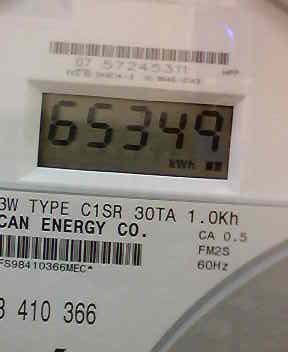 07 57245311
65349
kWh
3W TYPE C1SR 30TA 1.0Kh
CAN ENERGY CO.
CA 0.5
FM2S
60Hz
FS98410366MEC*
3 410 366